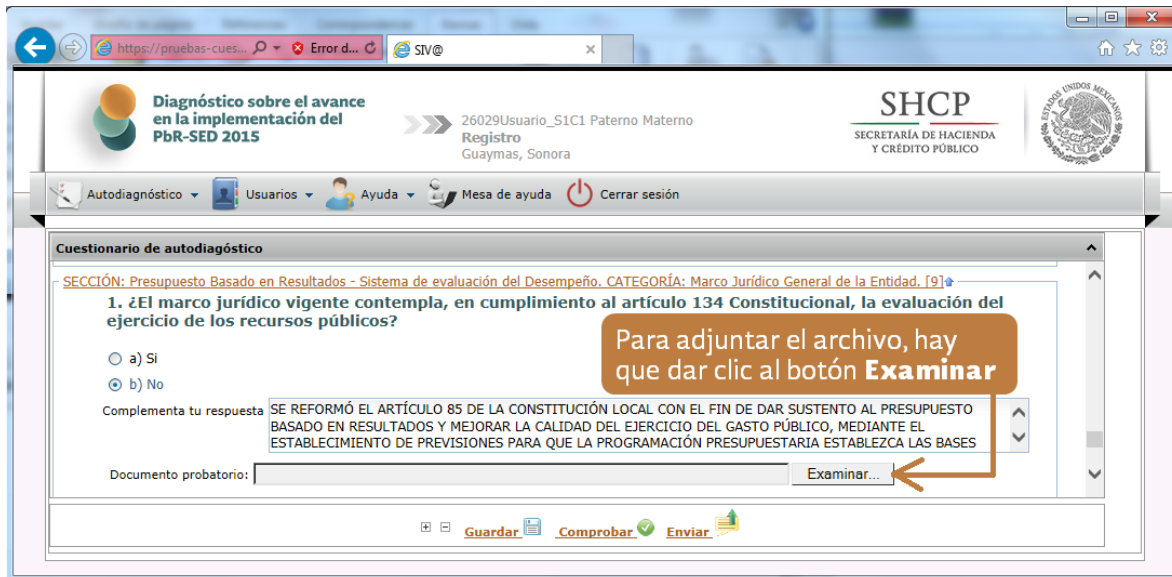 https://pruebas-cues...
Error d...
SIV@
Diagnóstico sobre el avance
en la implementación del
PbR-SED 2015
26029Usuario_S1C1 Paterno Materno
Registro
Guaymas, Sonora
SHCP
SECRETARÍA DE HACIENDA
Y CRÉDITO PÚBLICO
UNIDOS MEXICANOS
Autodiagnóstico
Usuarios
Ayuda
Mesa de ayuda
Cerrar sesión
Cuestionario de autodiagóstico
SECCIÓN: Presupuesto Basado en Resultados - Sistema de evaluación del Desempeño. CATEGORÍA: Marco Jurídico General de la Entidad. [9]
1. ¿El marco jurídico vigente contempla, en cumplimiento al artículo 134 Constitucional, la evaluación del
ejercicio de los recursos públicos?
Para adjuntar el archivo, hay
que dar clic al botón Examinar
a) Si
b) No
Complementa tu respuesta
SE REFORMÓ EL ARTÍCULO 85 DE LA CONSTITUCIÓN LOCAL CON EL FIN DE DAR SUSTENTO AL PRESUPUESTO
BASADO EN RESULTADOS Y MEJORAR LA CALIDAD DEL EJERCICIO DEL GASTO PÚBLICO, MEDIANTE EL
ESTABLECIMIENTO DE PREVISIONES PARA QUE LA PROGRAMACIÓN PRESUPUESTARIA ESTABLEZCA LAS BASES
Documento probatorio:
Examinar...
Guardar
Comprobar
Enviar